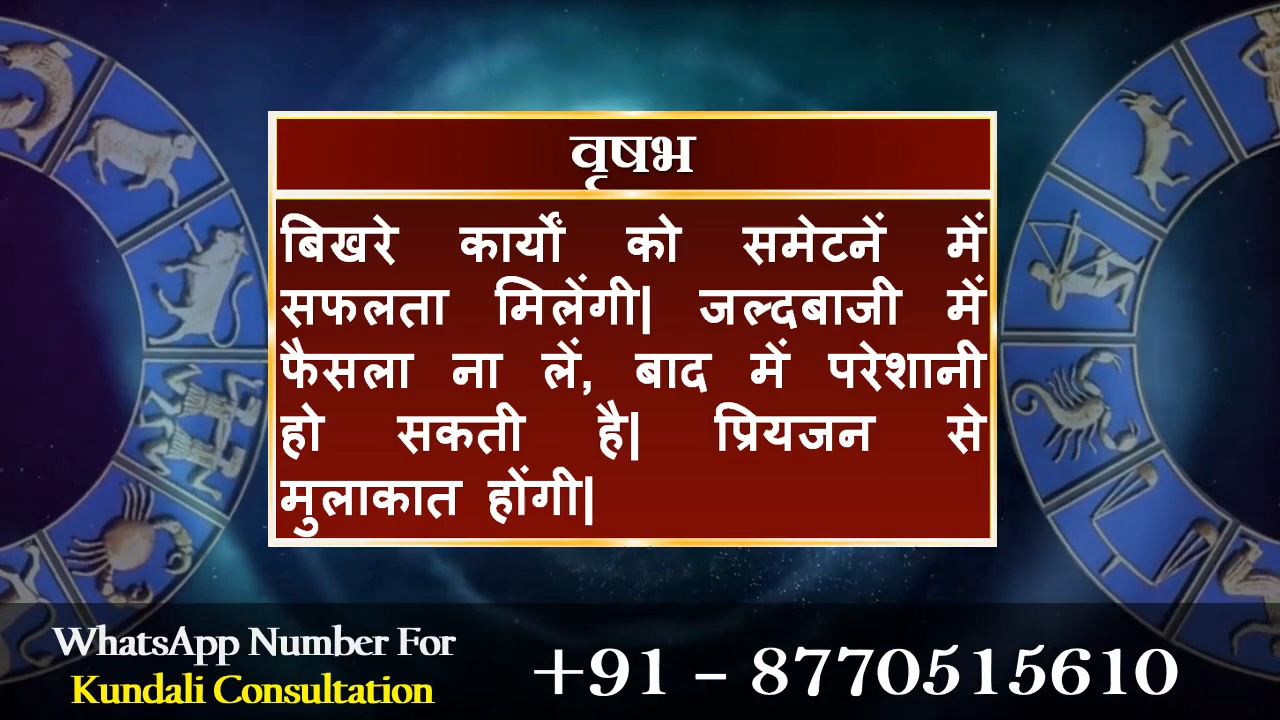 वृषभ
बिखरे कार्यों को समेटनें में
सफलता मिलेंगी| जल्दबाजी में
फैसला ना लें, बाद में परेशानी
हो सकती है| प्रियजन से
मुलाकात होंगी|
WhatsApp Number For
Kundali Consultation
+91 - 8770515610